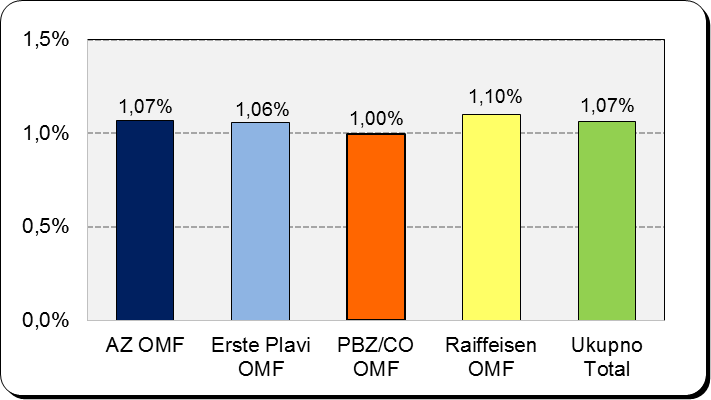 1,5%
1,0%
0,5%
0,0%
1,07%
1,06%
1,00%
1,10%
1,07%
AZ OMF
Erste Plavi
OMF
PBZ/CO
OMF
Raiffeisen
OMF
Ukupno
Total